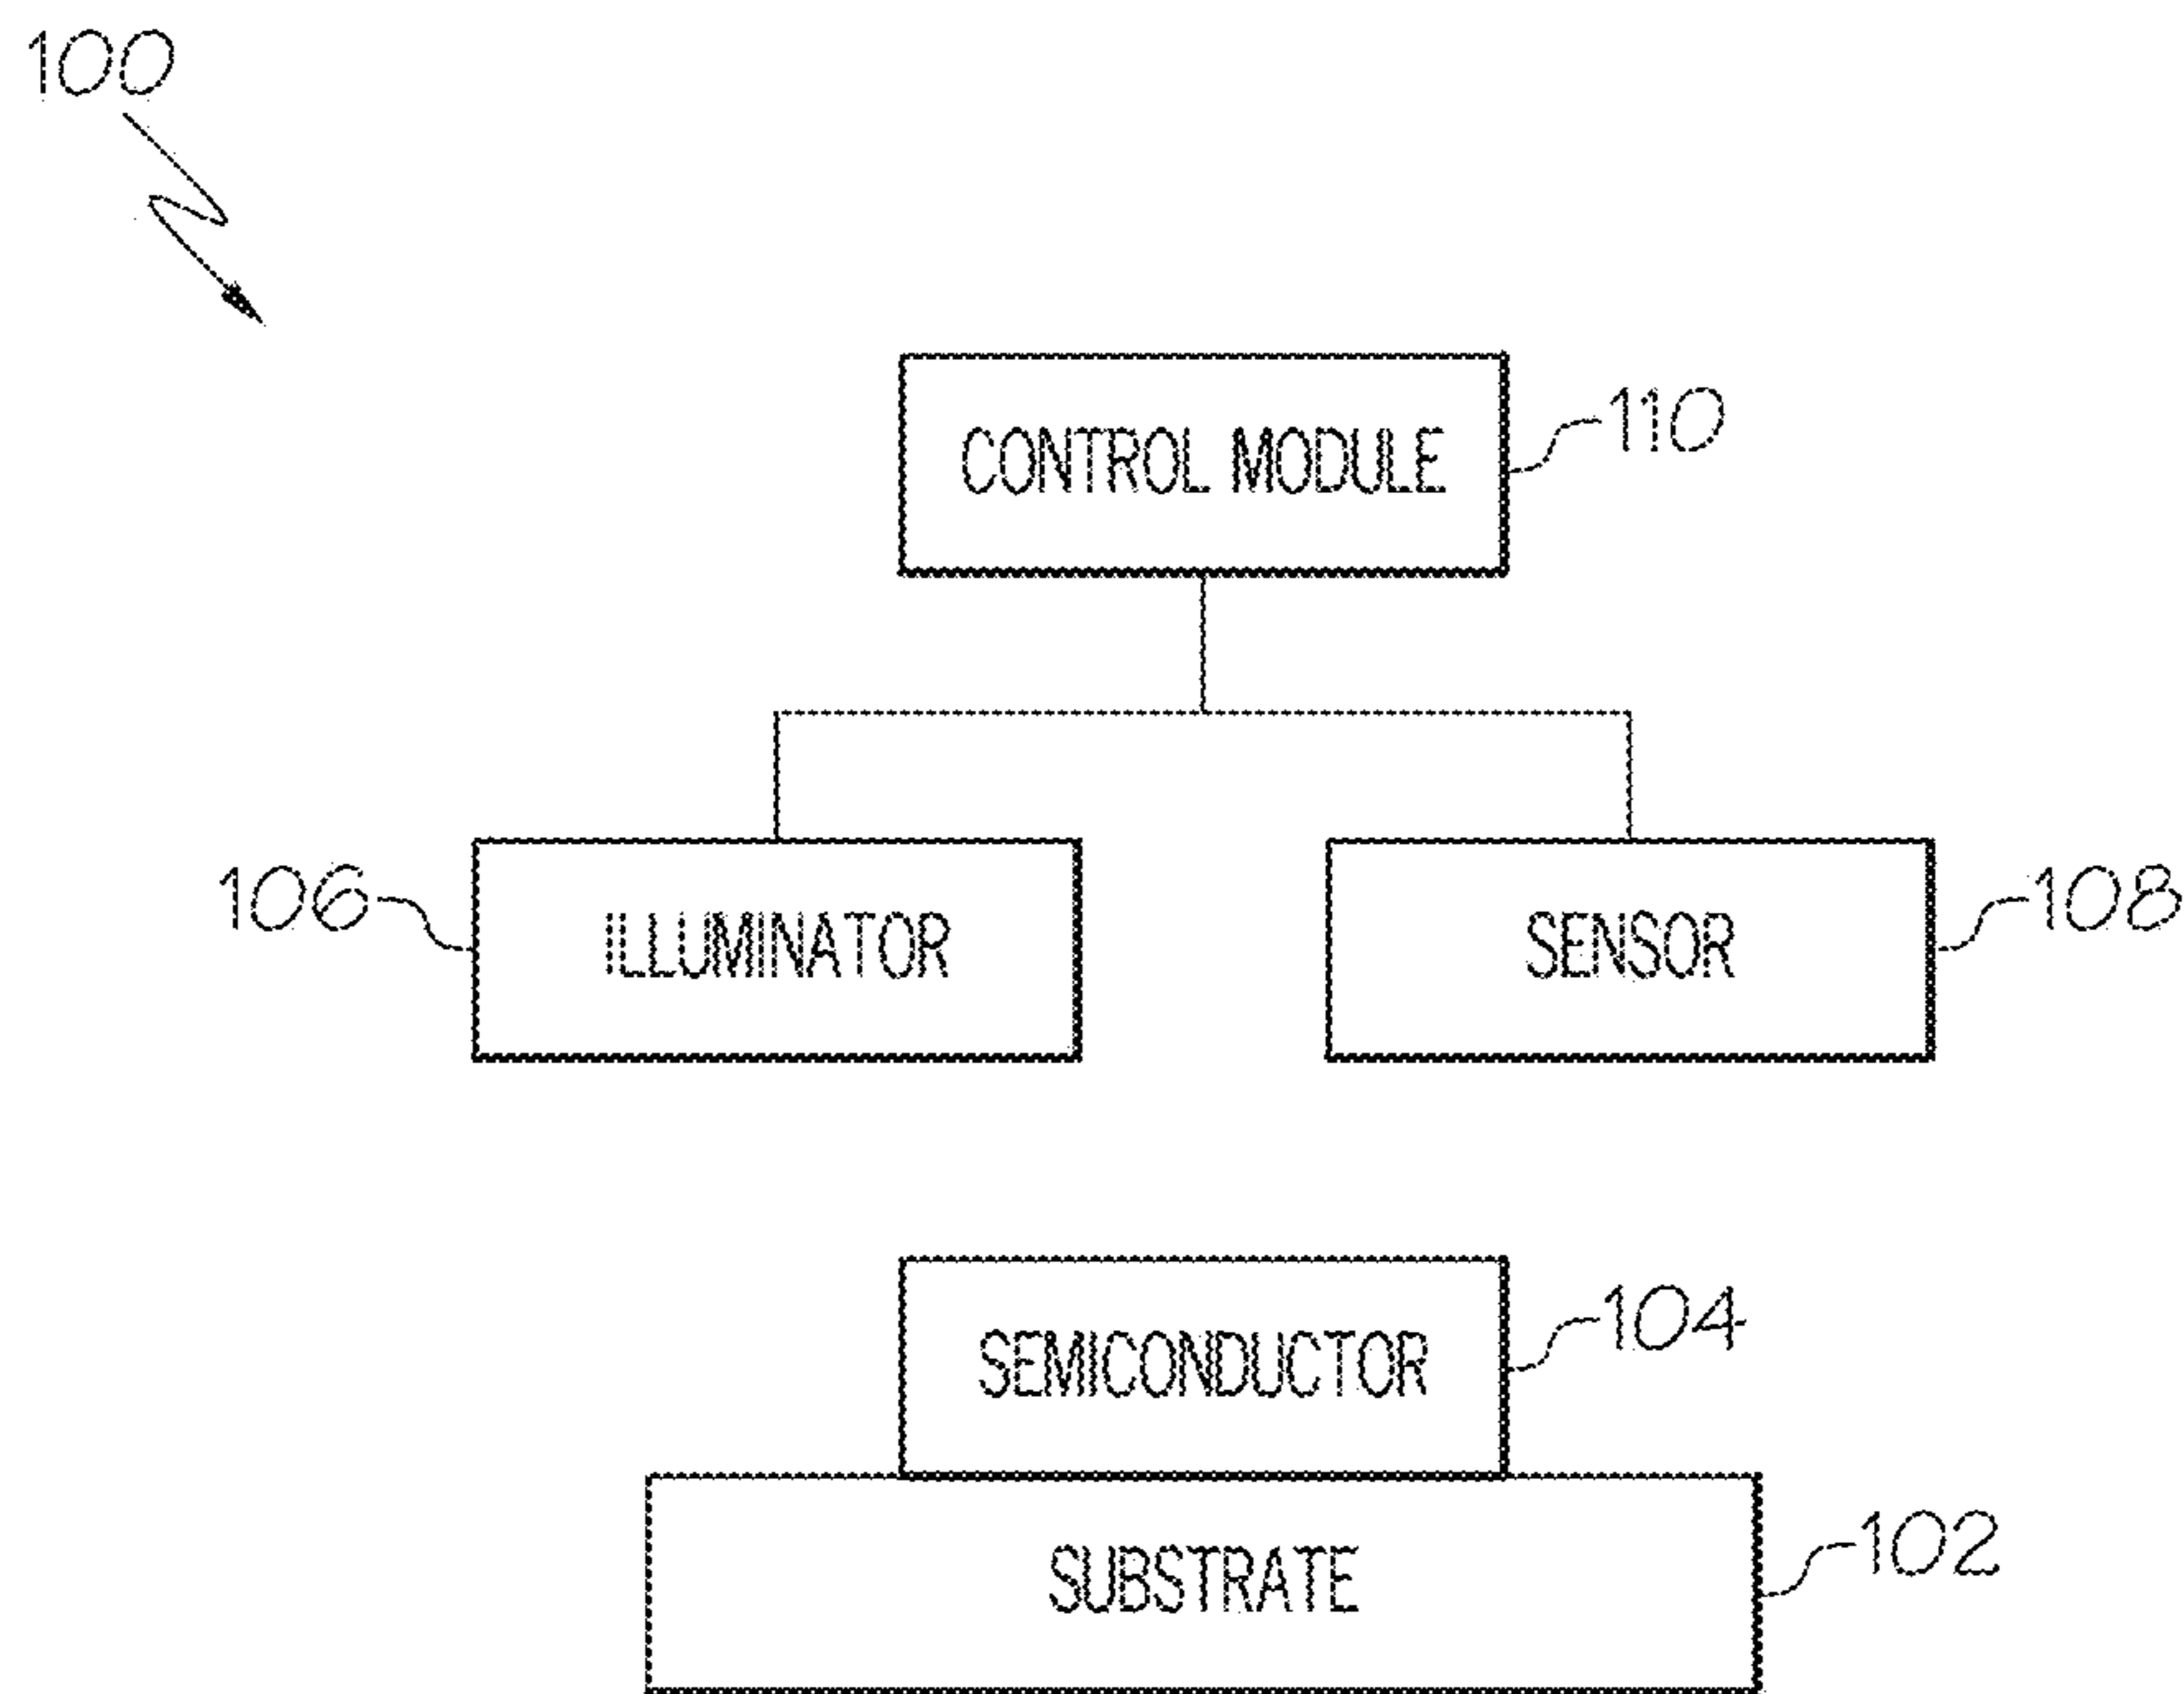 100
CONTROL MODULE
110
106
ILLUMINATOR
SENSOR
108
SEMICONDUCTOR
104
SUBSTRATE
102